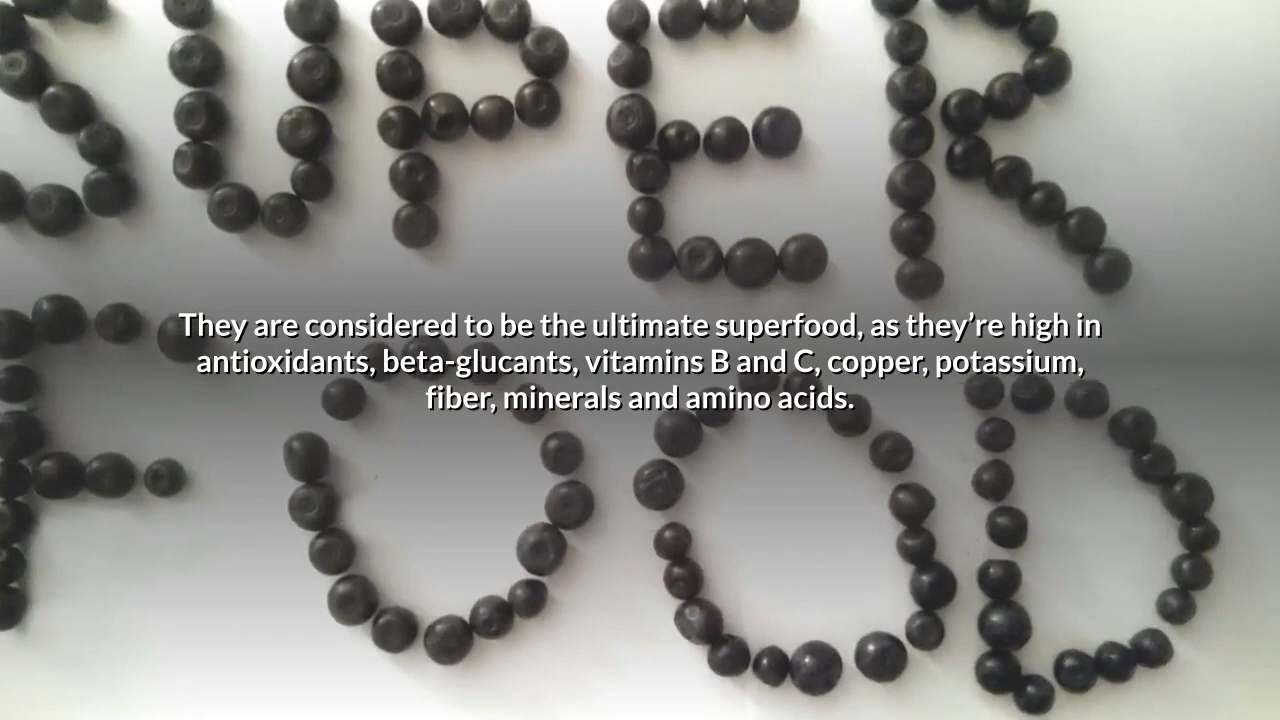 SUPER
They are considered to be the ultimate superfood, as they’re high in
antioxidants, beta-glucants, vitamins B and C, copper, potassium,
fiber, minerals and amino acids.
FOOD